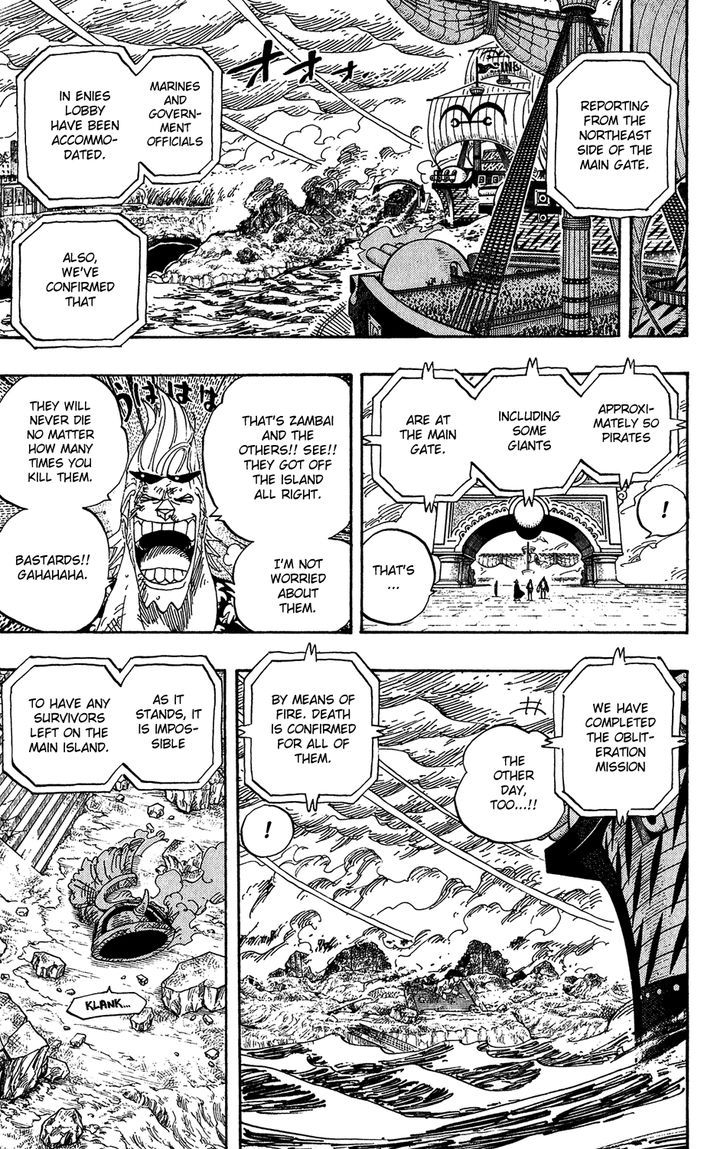 REPORTING
FROM THE
NORTHEAST
SIDE OF THE
MAIN GATE.
オオオ...
MARINES
AND
GOVERN-
MENT
OFFICIALS
IN ENIES
LOBBY
HAVE BEEN
ACCOMMO-
DATED.
ALSO,
WE'VE
CONFIRMED
THAT
APPROXI-
MATELY 50
PIRATES
INCLUDING
SOME
GIANTS
ARE AT
THE MAIN
GATE.
!
THAT'S
...
THAT'S ZAMBAI
AND THE
OTHERS!! SEE!!
THEY GOT OFF
THE ISLAND
ALL RIGHT.
I'M NOT
WORRIED
ABOUT
THEM.
THEY WILL
NEVER DIE
NO MATTER
HOW MANY
TIMES YOU
KILL THEM.
BASTARDS!!
GAHAHAHA.
WE HAVE
COMPLETED
THE OBLIT-
ERATION
MISSION
THE
OTHER
DAY,
TOO...!!
BY MEANS OF
FIRE. DEATH
IS CONFIRMED
FOR ALL OF
THEM.
!
AS IT
STANDS, IT
IS IMPOS-
SIBLE
TO HAVE ANY
SURVIVORS
LEFT ON THE
MAIN ISLAND.
KLANK...